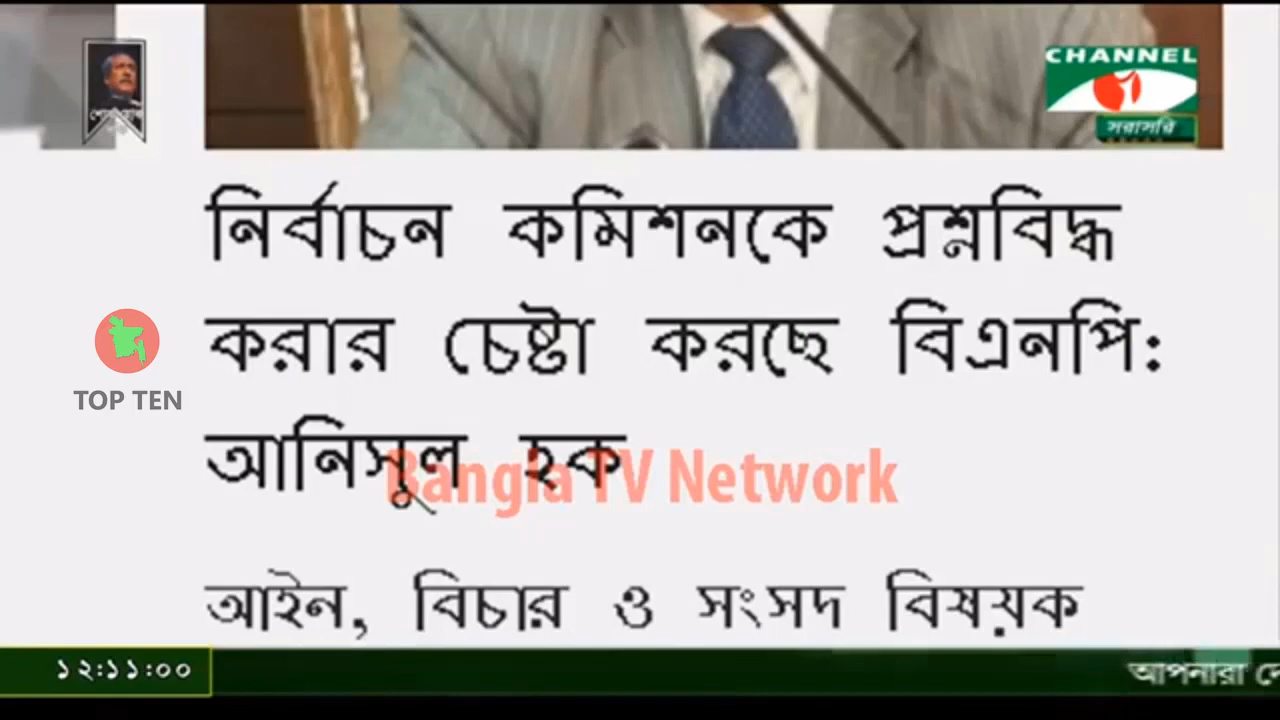 CHANNEL
সরাসরি
নির্বাচন কমিশনকে প্রশ্নবিদ্ধ
করার চেষ্টা করছে বিএনপি:
TOP TEN
আনিসুল হক
Bangla TV Network
আইন, বিচার ও সংসদ বিষয়ক
১২:১১:০০
আপনারা